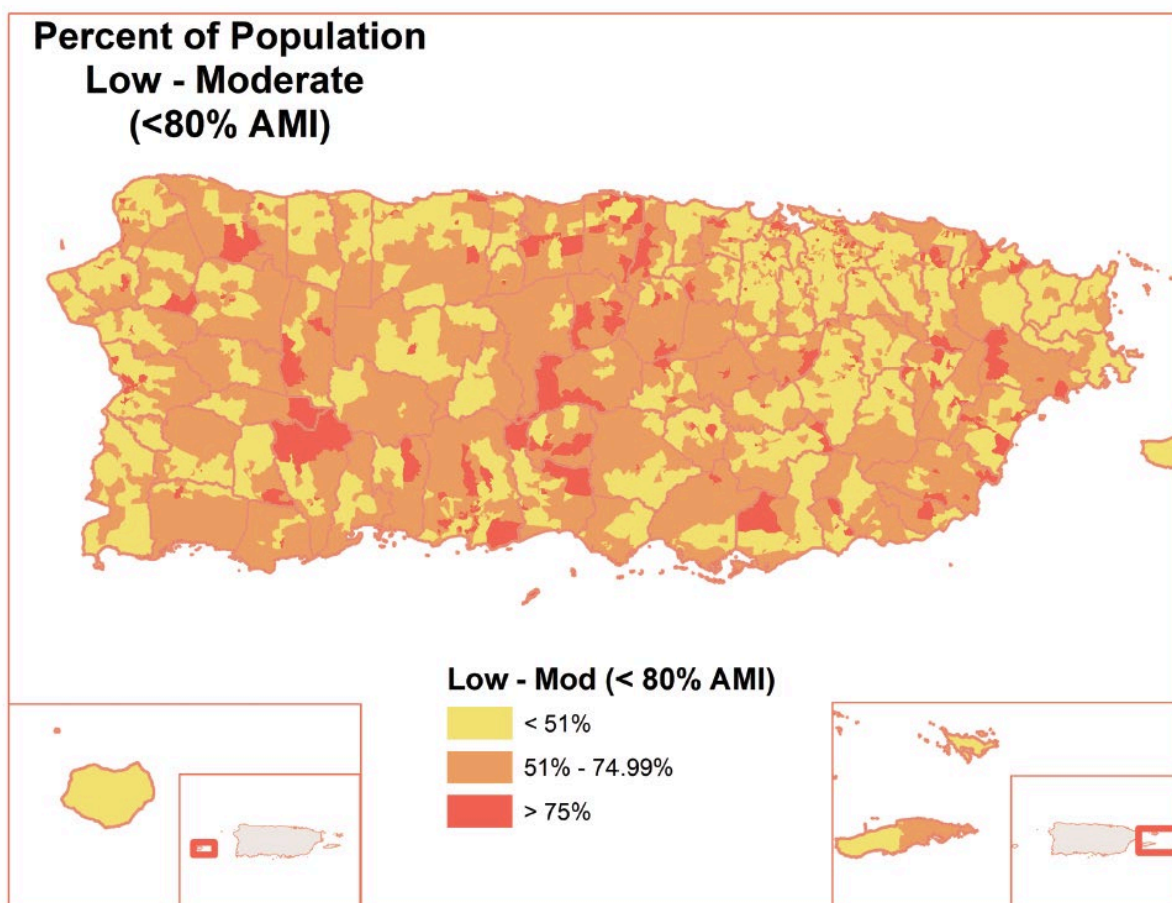 Percent of Population
Low - Moderate
(<80% AMI)
Low - Mod (< 80% AMI)
< 51%
51% - 74.99%
> 75%